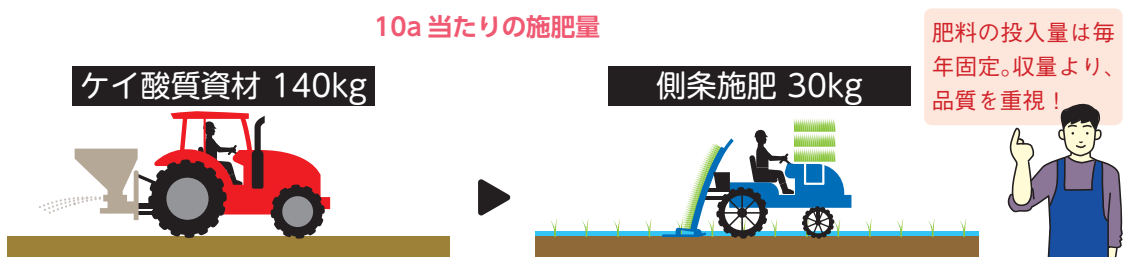 10a 当たりの施肥量
ケイ酸質資材 140kg
側条施肥 30kg
肥料の投入量は毎
年固定。収量より、
品質を重視！